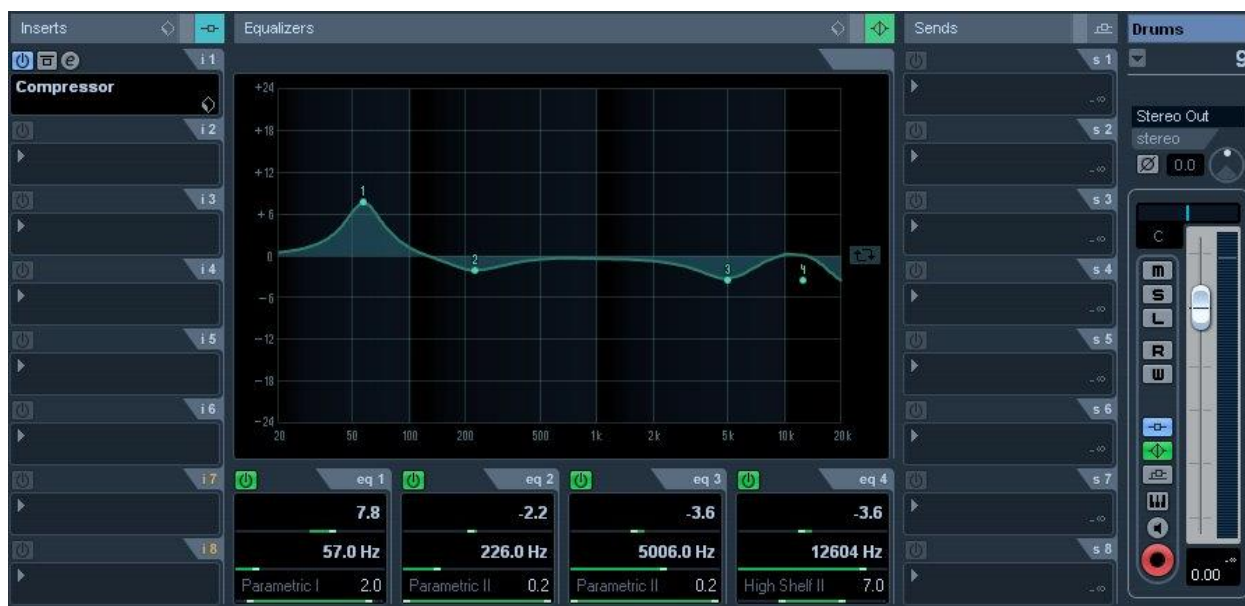 Inserts
Equalizers
Sends
Drums
e
i 1
s 1
9
Compressor
+24
-∞
i 2
+18
Stereo Out
s 2
stereo
+12
-∞
0.0
i 3
1
s 3
+6
-∞
C
0
2
i 4
3
4
s 4
M
-6
S
-∞
L
-12
i 5
s 5
R
-18
W
-∞
i 6
-24
s 6
20
50
100
200
500
1k
2k
5k
10k
20k
-∞
i 7
eq 1
eq 2
eq 3
eq 4
s 7
7.8
-2.2
-3.6
-3.6
-∞
i 8
57.0 Hz
226.0 Hz
5006.0 Hz
12604 Hz
s 8
Parametric I 2.0
Parametric II 0.2
Parametric II 0.2
High Shelf II 7.0
-∞
-∞
0.00